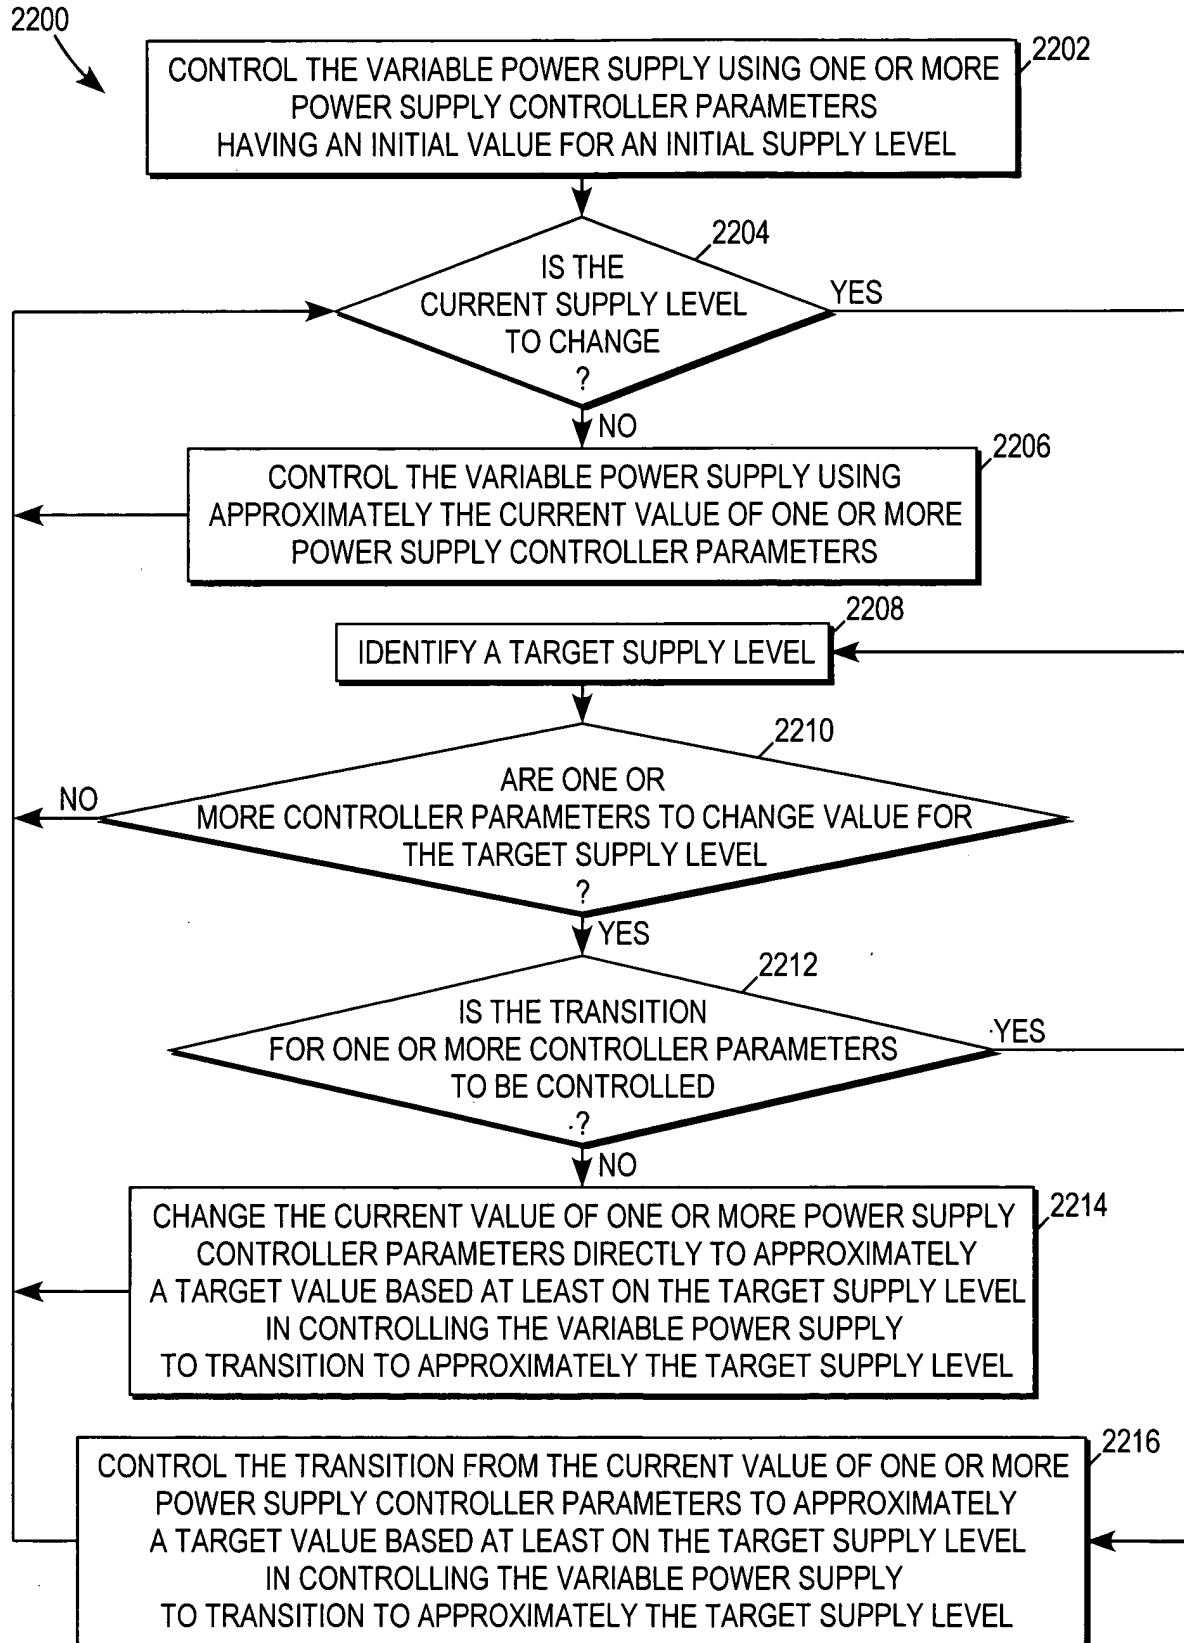 2200
2202
CONTROL THE VARIABLE POWER SUPPLY USING ONE OR MORE
POWER SUPPLY CONTROLLER PARAMETERS
HAVING AN INITIAL VALUE FOR AN INITIAL SUPPLY LEVEL
2204
IS THE
CURRENT SUPPLY LEVEL
TO CHANGE
?
YES
NO
2206
CONTROL THE VARIABLE POWER SUPPLY USING
APPROXIMATELY THE CURRENT VALUE OF ONE OR MORE
POWER SUPPLY CONTROLLER PARAMETERS
2208
IDENTIFY A TARGET SUPPLY LEVEL
2210
ARE ONE OR
MORE CONTROLLER PARAMETERS TO CHANGE VALUE FOR
THE TARGET SUPPLY LEVEL
?
NO
YES
2212
IS THE TRANSITION
FOR ONE OR MORE CONTROLLER PARAMETERS
TO BE CONTROLLED
?
YES
NO
2214
CHANGE THE CURRENT VALUE OF ONE OR MORE POWER SUPPLY
CONTROLLER PARAMETERS DIRECTLY TO APPROXIMATELY
A TARGET VALUE BASED AT LEAST ON THE TARGET SUPPLY LEVEL
IN CONTROLLING THE VARIABLE POWER SUPPLY
TO TRANSITION TO APPROXIMATELY THE TARGET SUPPLY LEVEL
2216
CONTROL THE TRANSITION FROM THE CURRENT VALUE OF ONE OR MORE
POWER SUPPLY CONTROLLER PARAMETERS TO APPROXIMATELY
A TARGET VALUE BASED AT LEAST ON THE TARGET SUPPLY LEVEL
IN CONTROLLING THE VARIABLE POWER SUPPLY
TO TRANSITION TO APPROXIMATELY THE TARGET SUPPLY LEVEL